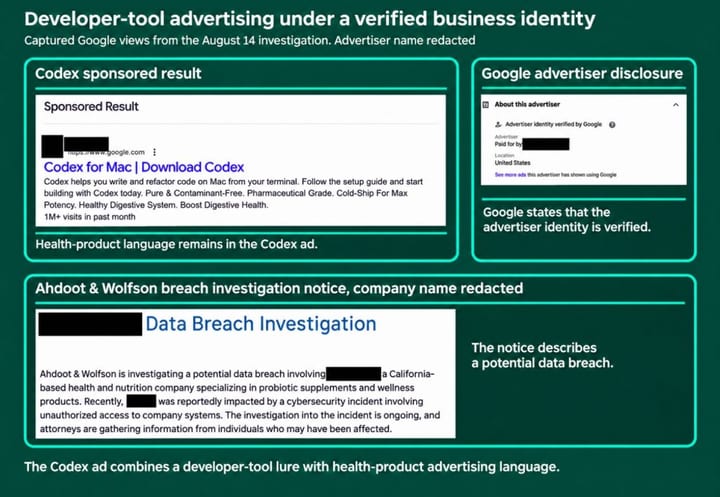 Developer-tool advertising under a verified business identity
Captured Google views from the August 14 investigation. Advertiser name redacted
Codex sponsored result
Sponsored Result
https://www.google.com
Codex for Mac | Download Codex
Codex helps you write and refactor code on Mac from your terminal. Follow the setup guide and start
building with Codex today. Pure & Contaminant-Free. Pharmaceutical Grade. Cold-Ship For Max
Potency. Healthy Digestive System. Boost Digestive Health.
1M+ visits in past month
Health-product language remains in the Codex ad.
Google advertiser disclosure
About this advertiser
Advertiser identity verified by Google
Advertiser
Paid for by
Location
United States
See more ads this advertiser has shown using Google
Google states that the
advertiser identity is verified.
Ahdoot & Wolfson breach investigation notice, company name redacted
Data Breach Investigation
Ahdoot & Wolfson is investigating a potential data breach involving a California-
based health and nutrition company specializing in probiotic supplements and wellness
products. Recently, was reportedly impacted by a cybersecurity incident involving
unauthorized access to company systems. The investigation into the incident is ongoing, and
attorneys are gathering information from individuals who may have been affected.
The notice describes
a potential data breach.
The Codex ad combines a developer-tool lure with health-product advertising language.